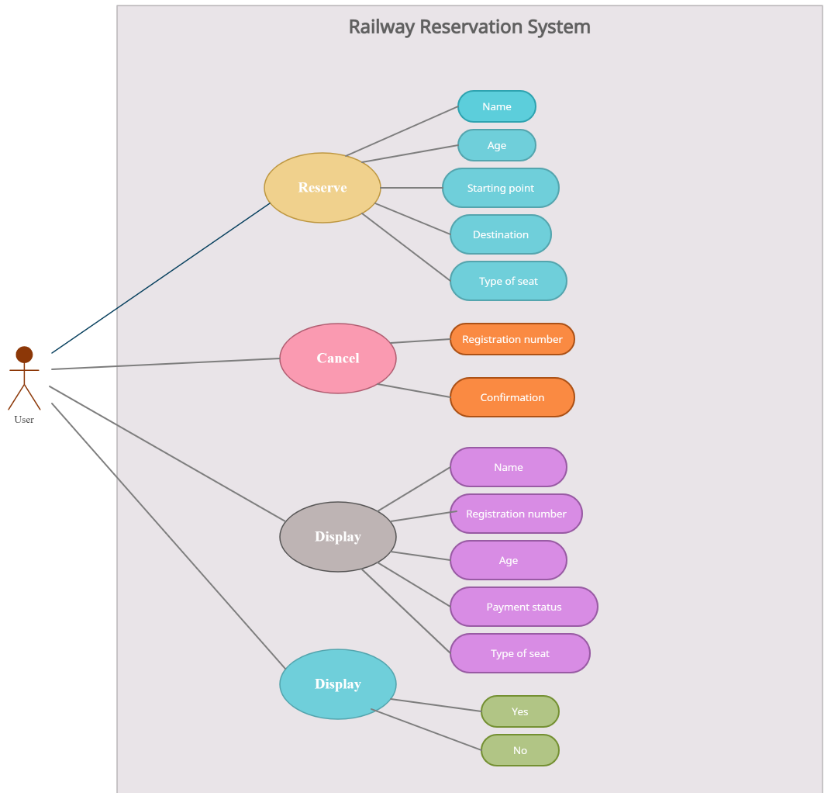 Railway Reservation System
Name
Age
Reserve
Starting point
Destination
Type of seat
Registration number
Cancel
Confirmation
User
Name
Registration number
Display
Age
Payment status
Type of seat
Display
Yes
No